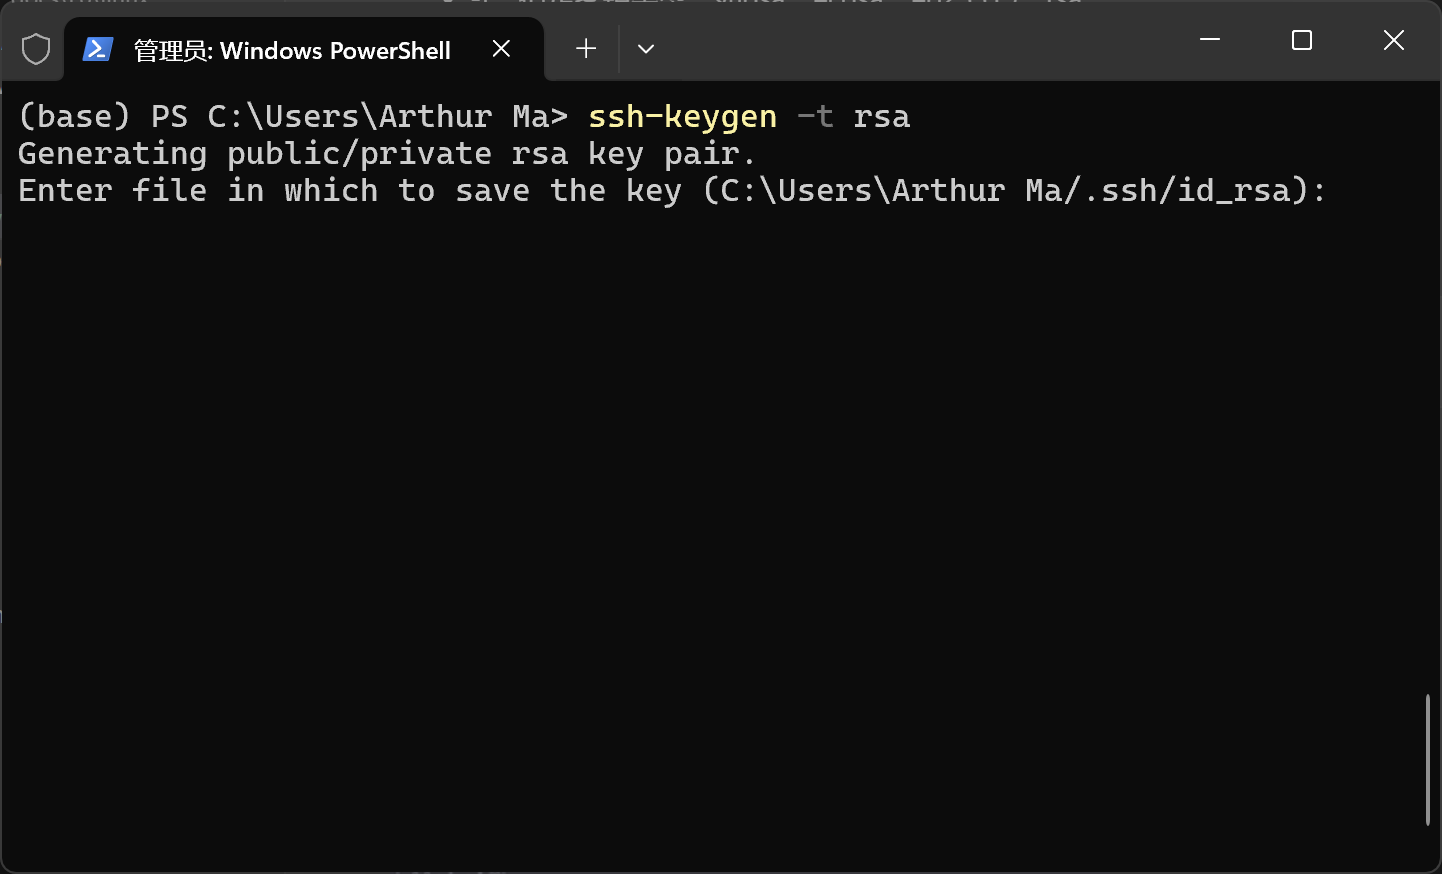 管理员: Windows PowerShell
(base) PS C:\Users\Arthur Ma> ssh-keygen -t rsa
Generating public/private rsa key pair.
Enter file in which to save the key (C:\Users\Arthur Ma/.ssh/id_rsa):